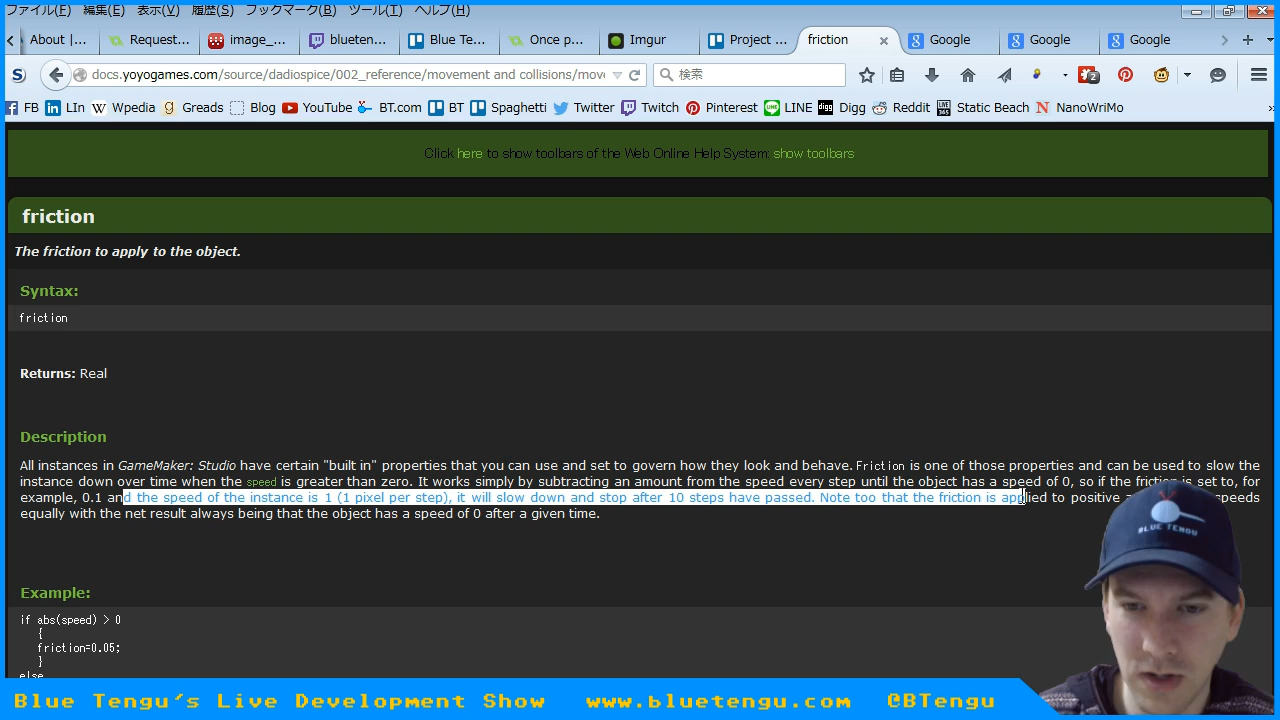 ファイル(F) 編集(E) 表示(V) 履歴(S) ブックマーク(B) ツール(T) ヘルプ(H)
About |... Request... image_... blueten... Blue Te... Once p... Imgur Project ... friction Google Google Google
docs.yoyogames.com/source/dadiospice/002_reference/movement and collisions/move 検索 2
FB LIn Wpedia Greads Blog YouTube BT.com BT Spaghetti Twitter Twitch Pinterest LINE Digg Reddit Static Beach NanoWriMo
Click here to show toolbars of the Web Online Help System: show toolbars
friction
The friction to apply to the object.
Syntax:
friction
Returns: Real
Description
All instances in GameMaker: Studio have certain "built in" properties that you can use and set to govern how they look and behave. Friction is one of those properties and can be used to slow the
instance down over time when the speed is greater than zero. It works simply by subtracting an amount from the speed every step until the object has a speed of 0, so if the friction is set to, for
example, 0.1 and the speed of the instance is 1 (1 pixel per step), it will slow down and stop after 10 steps have passed. Note too that the friction is applied to positive speeds
equally with the net result always being that the object has a speed of 0 after a given time.
Example:
if abs(speed) > 0
{
friction=0.05;
}
else
BLUE TENGU
Blue Tengu's Live Development Show www.bluetengu.com @BTengu